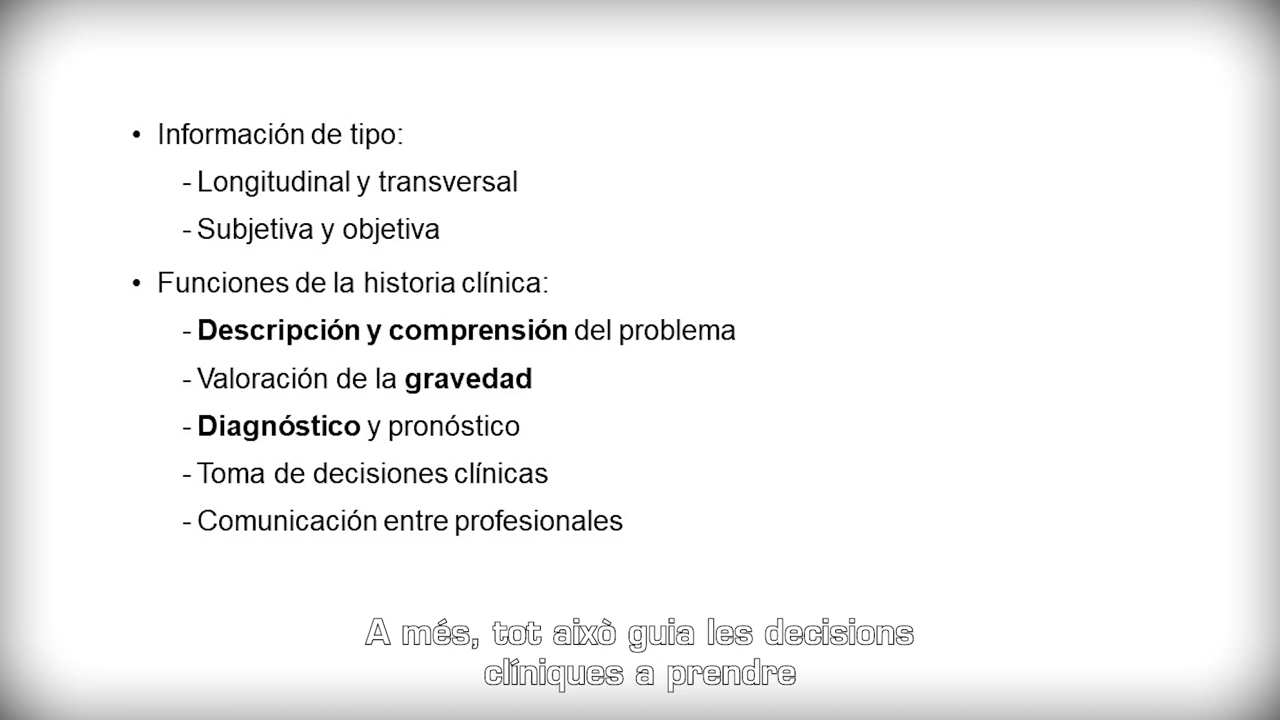 • Información de tipo:
- Longitudinal y transversal
- Subjetiva y objetiva
• Funciones de la historia clínica:
- Descripción y comprensión del problema
- Valoración de la gravedad
- Diagnóstico y pronóstico
- Toma de decisiones clínicas
- Comunicación entre profesionales
A més, tot això guia les decisions
clíniques a prendre